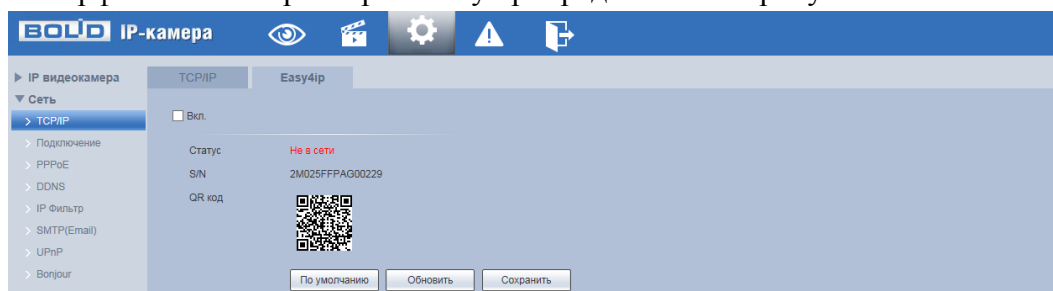 BOLID IP-камера
IP видеокамера
TCP/IP
Easy4ip
Сеть
TCP/IP
Вкл.
Подключение
PPPoE
Статус
Не в сети
DDNS
S/N
2M025FFPAG00229
IP Фильтр
QR код
SMTP(Email)
UPnP
Bonjour
По умолчанию
Обновить
Сохранить